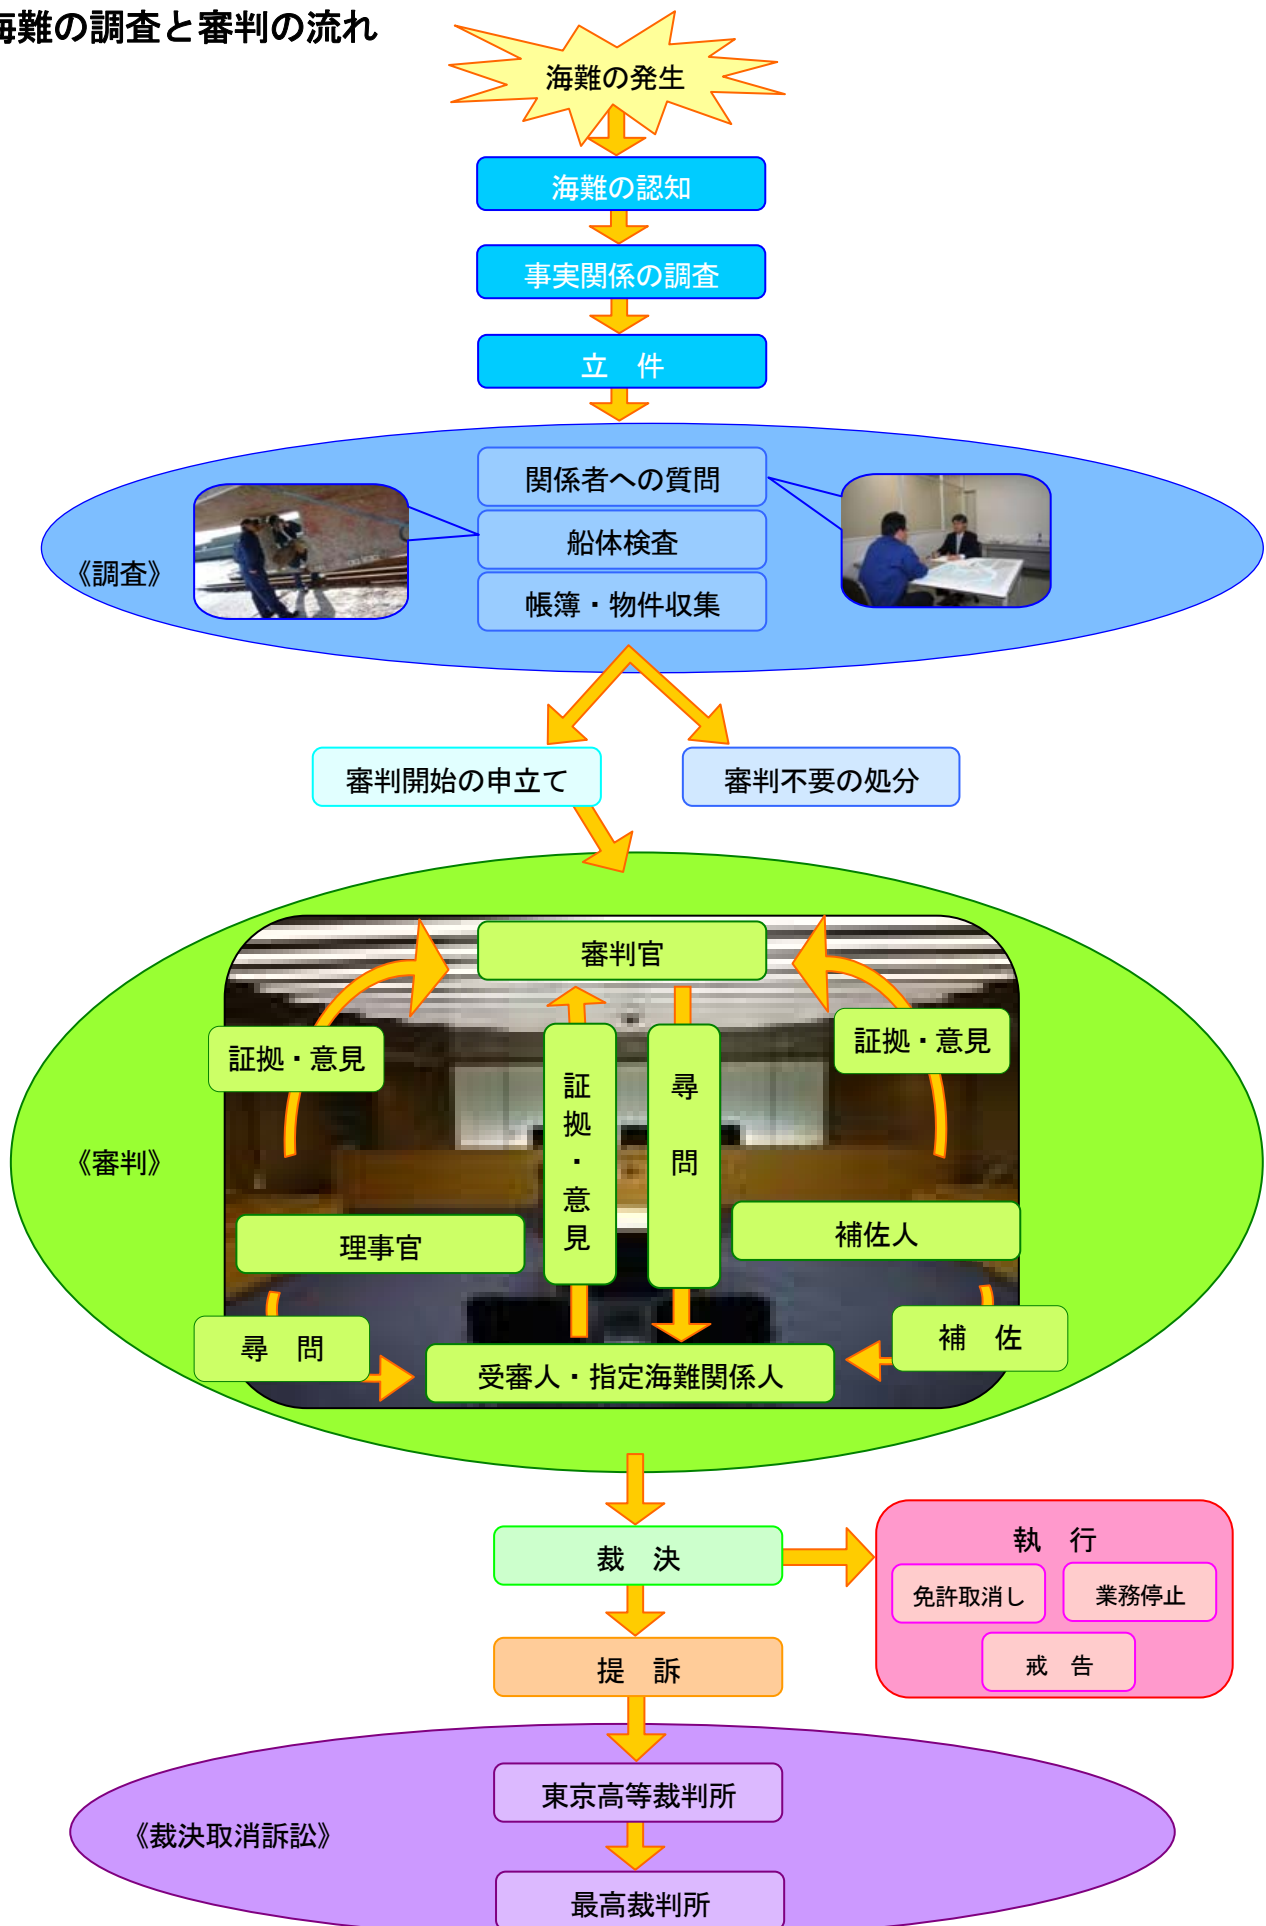 海難の調査と審判の流れ
海難の発生
海難の認知
事実関係の調査
立　件
関係者への質問
船体検査
帳簿・物件収集
《調査》
審判開始の申立て
審判不要の処分
審判官
証拠・意見
証拠・意見
証拠・意見
尋　問
《審判》
理事官
補佐人
尋　問
補　佐
受審人・指定海難関係人
裁　決
執　行
免許取消し
業務停止
戒　告
提　訴
東京高等裁判所
《裁決取消訴訟》
最高裁判所